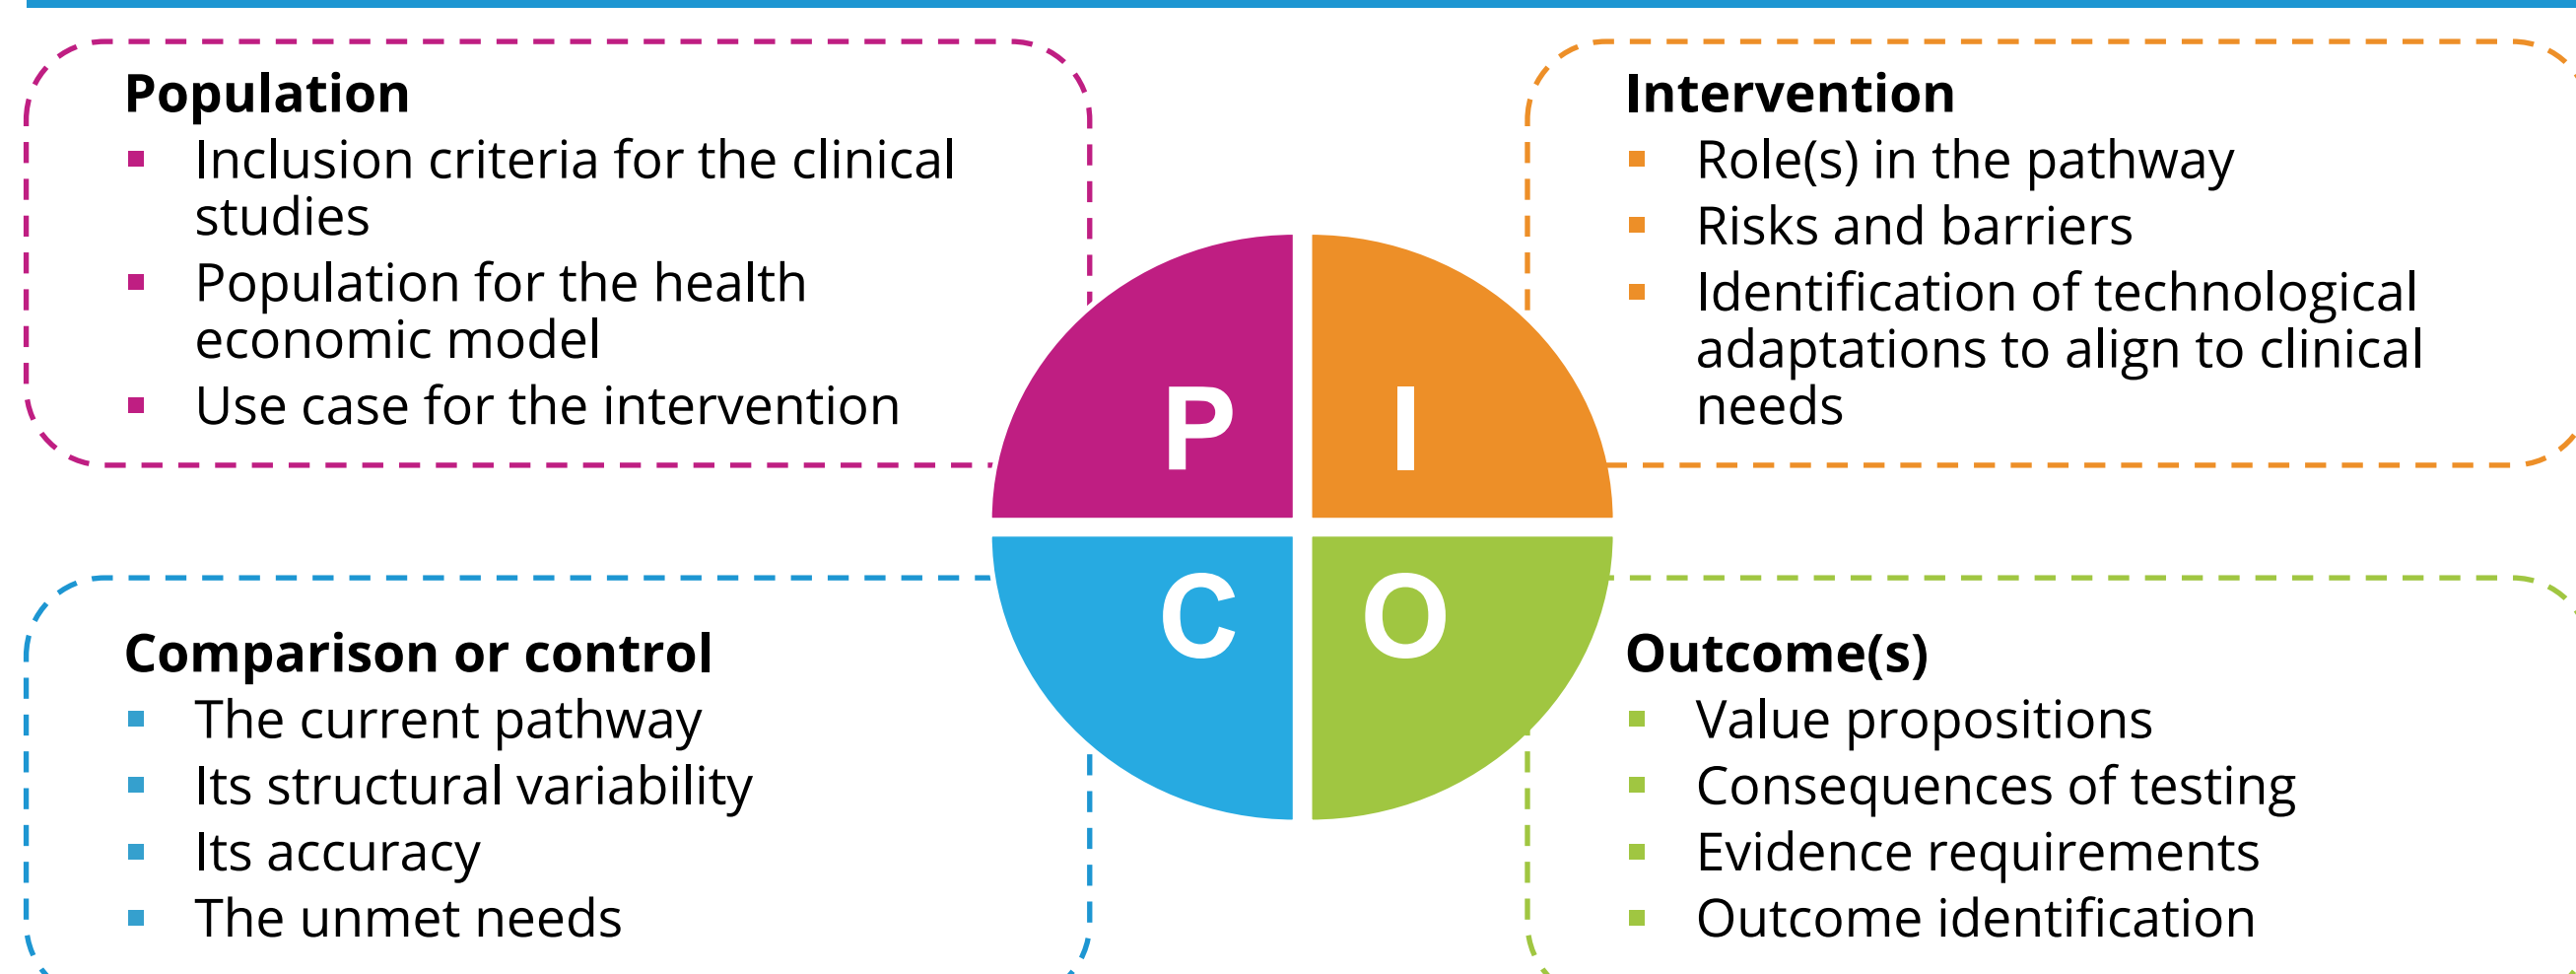 Population
Inclusion criteria for the clinical
studies
Population for the health
economic model
Use case for the intervention
Intervention
Role(s) in the pathway
Risks and barriers
Identification of technological
adaptations to align to clinical
needs
P
I
C
O
Comparison or control
The current pathway
Its structural variability
Its accuracy
The unmet needs
Outcome(s)
Value propositions
Consequences of testing
Evidence requirements
Outcome identification